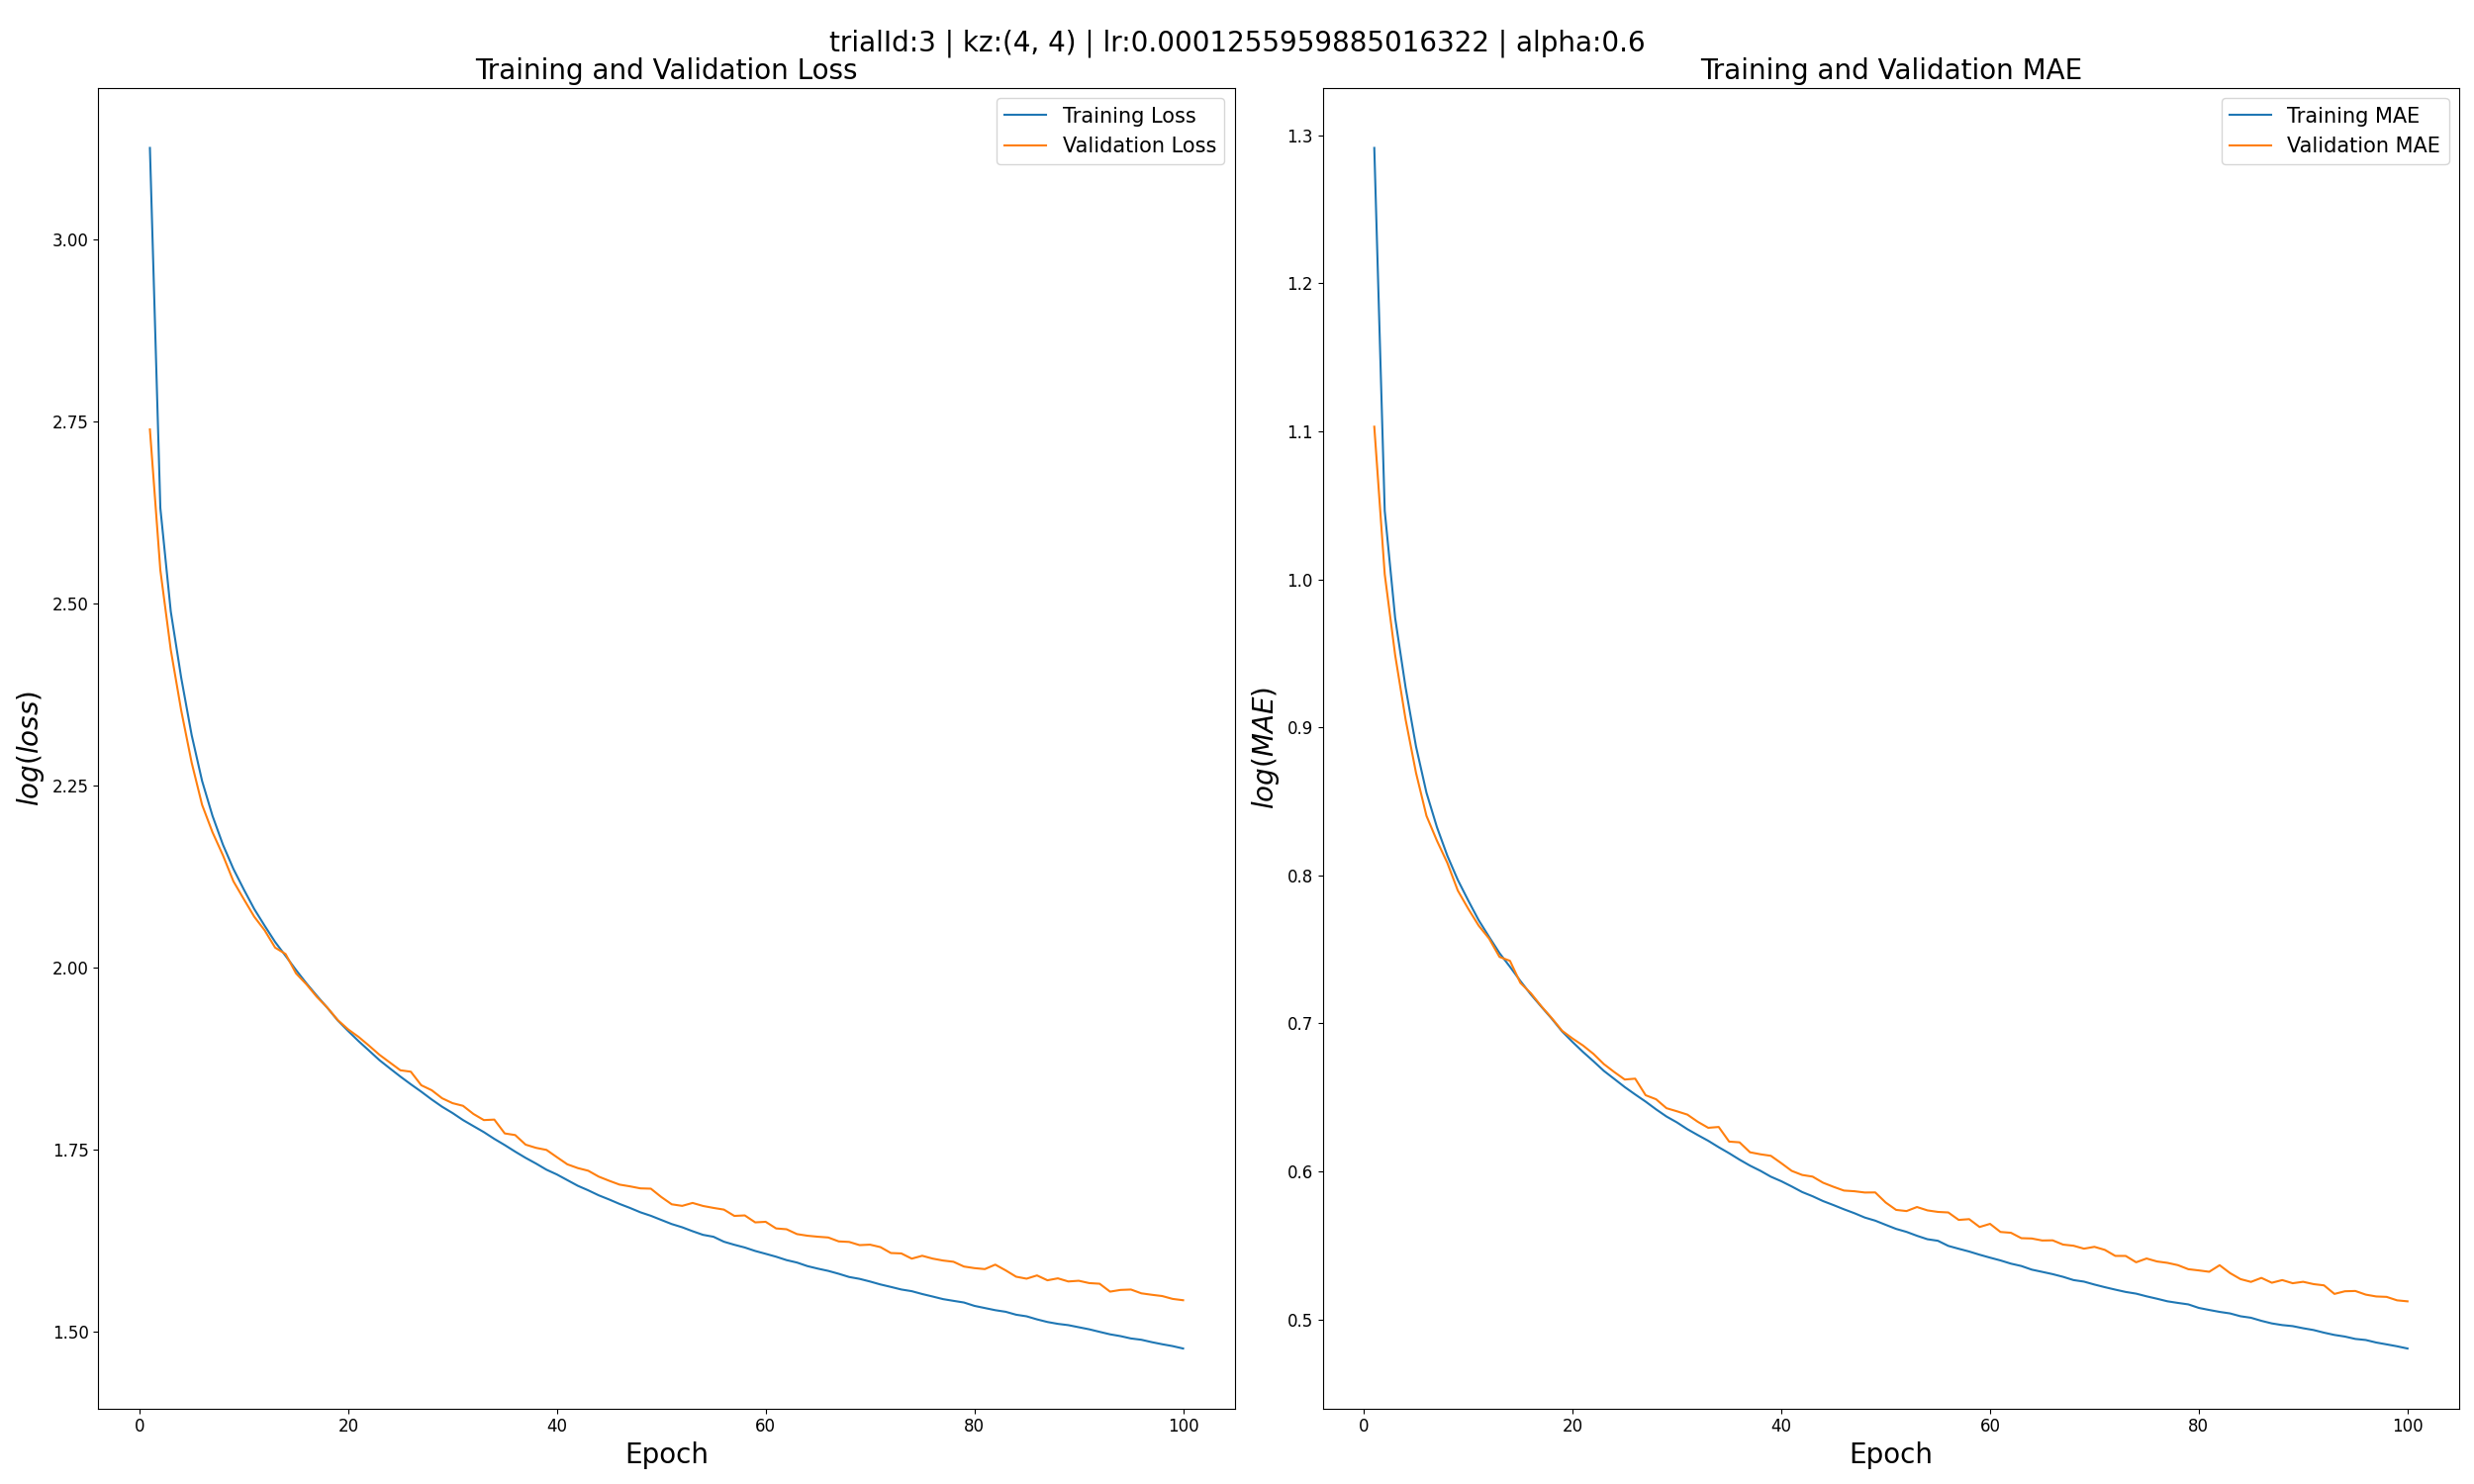 trialId:3 | kz:(4, 4) | lr:0.0001255959885016322 | alpha:0.6
Training and Validation Loss
Training Loss
Validation Loss
3.00
2.75
2.50
2.25
2.00
1.75
1.50
log(loss)
0 20 40 60 80 100
Epoch
Training and Validation MAE
Training MAE
Validation MAE
1.3
1.2
1.1
1.0
0.9
0.8
0.7
0.6
0.5
log(MAE)
0 20 40 60 80 100
Epoch